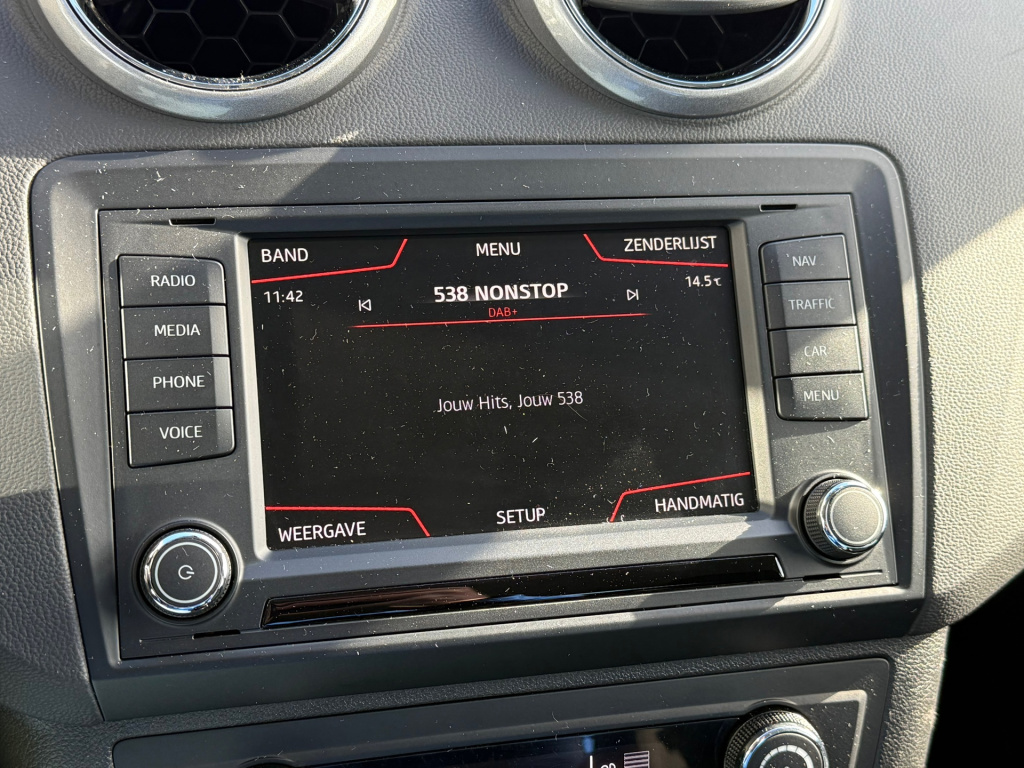 BAND
MENU
ZENDERLIJST
11:42
538 NONSTOP
14.5°C
DAB+
Jouw Hits, Jouw 538
WEERGAVE
SETUP
HANDMATIG
RADIO
MEDIA
PHONE
VOICE
NAV
TRAFFIC
CAR
MENU